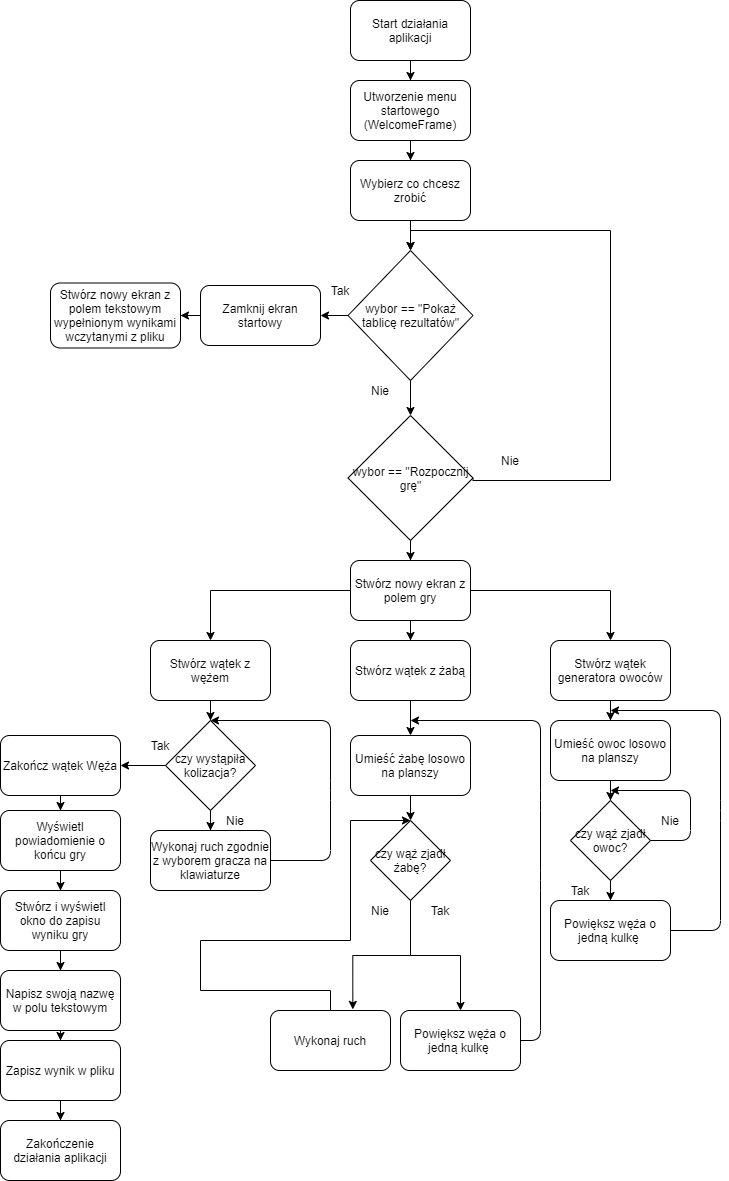 Start działania
aplikacji
Utworzenie menu
startowego
(WelcomeFrame)
Wybierz co chcesz
zrobić
wybor == "Pokaż
tablicę rezultatów"
Tak
Zamknij ekran
startowy
Stwórz nowy ekran z
polem tekstowym
wypełnionym wynikami
wczytanymi z pliku
Nie
wybor == "Rozpocznij
grę"
Nie
Stwórz nowy ekran z
polem gry
Stwórz wątek z
wężem
czy wystąpiła
kolizacja?
Tak
Nie
Wykonaj ruch zgodnie
z wyborem gracza na
klawiaturze
Zakończ wątek Węża
Wyświetl
powiadomienie o
końcu gry
Stwórz i wyświetl
okno do zapisu
wyniku gry
Napisz swoją nazwę
w polu tekstowym
Zapisz wynik w pliku
Zakończenie
działania aplikacji
Stwórz wątek z żabą
Umieść żabę losowo
na planszy
czy wąż zjadł
żabę?
Nie
Tak
Wykonaj ruch
Powiększ węża o
jedną kulkę
Stwórz wątek
generatora owoców
Umieść owoc losowo
na planszy
czy wąż zjadł
owoc?
Nie
Tak
Powiększ węża o
jedną kulkę